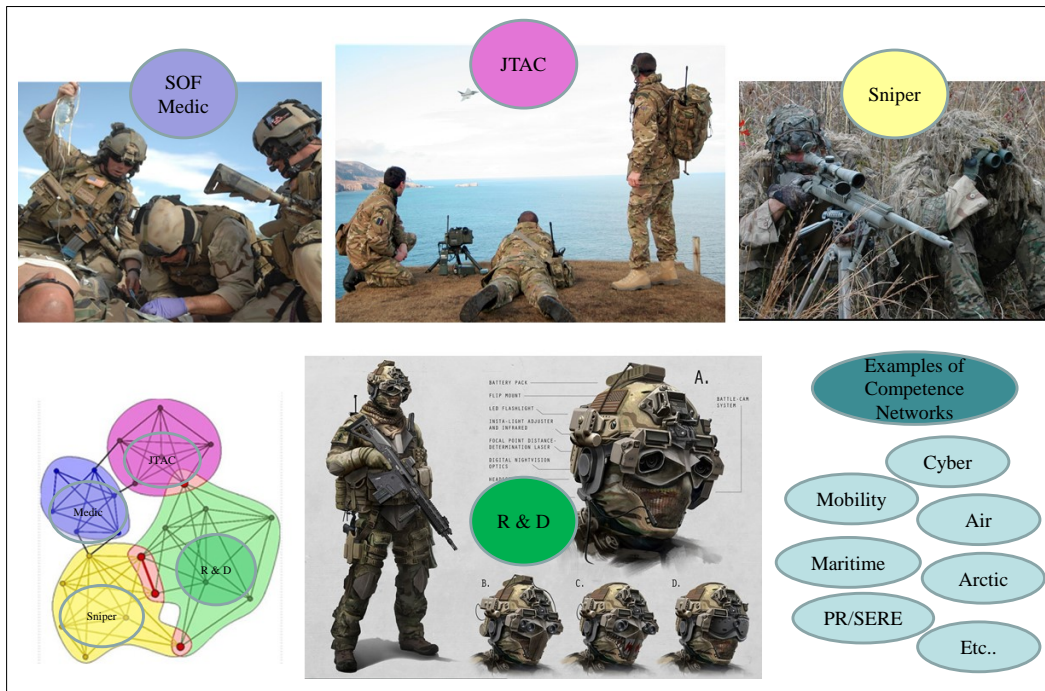 SOF
Medic
JTAC
Sniper
JTAC
Medic
R & D
Sniper
BATTERY PACK
FLIP MOUNT
LED FLASHLIGHT
INSTA-LIGHT ADJUSTER
AND INFRARED
FOCAL POINT DISTANCE-
DETERMINATION LASER
DIGITAL NIGHTVISION
OPTICS
A.
BATTLE-CAM
SYSTEM
R & D
B.
C.
D.
Examples of
Competence
Networks
Cyber
Mobility
Air
Maritime
Arctic
PR/SERE
Etc..